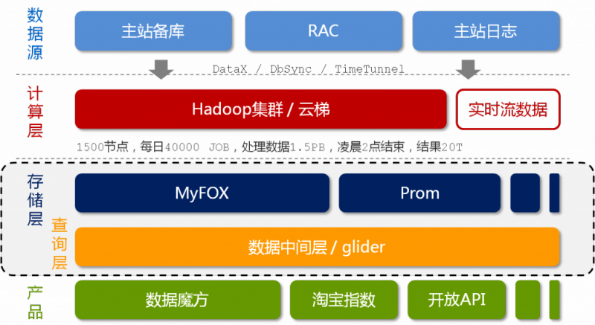 数据源
主站备库
RAC
主站日志
DataX / DbSync / TimeTunnel
计算层
Hadoop集群 / 云梯
实时流数据
1500节点，每日40000 JOB，处理数据1.5PB，凌晨2点结束，结果20T
存储层
MyFOX
Prom
查询层
数据中间层 / glider
产品
数据魔方
淘宝指数
开放API